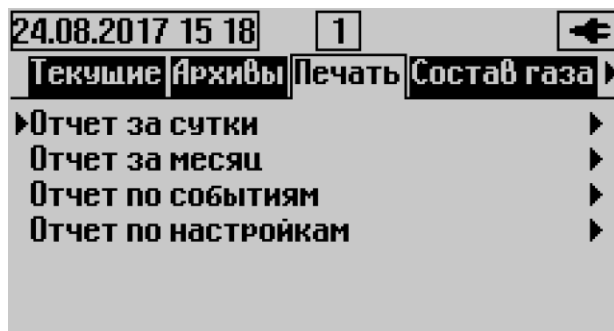 24.08.2017 15 18 1
Текущие Архивы Печать Состав газа
Отчет за сутки
Отчет за месяц
Отчет по событиям
Отчет по настройкам